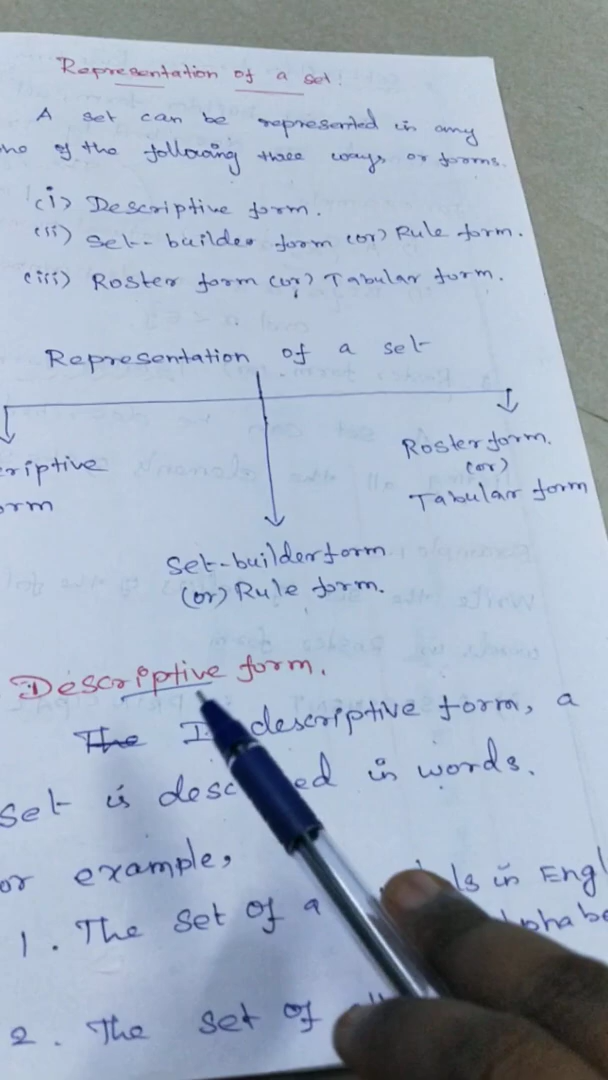 Representation of a set.
A set can be represented in any
of the following three ways or forms.
(i) Descriptive form.
(ii) Set-builder form (or) Rule form.
(iii) Roster form (or) Tabular form.
Representation of a set
Roster form.
(or)
Tabular form
Set-builder form
(or) Rule form.
Descriptive form.
The descriptive form, a
Set is described in words.
example,
1. The set of in
2. The set of